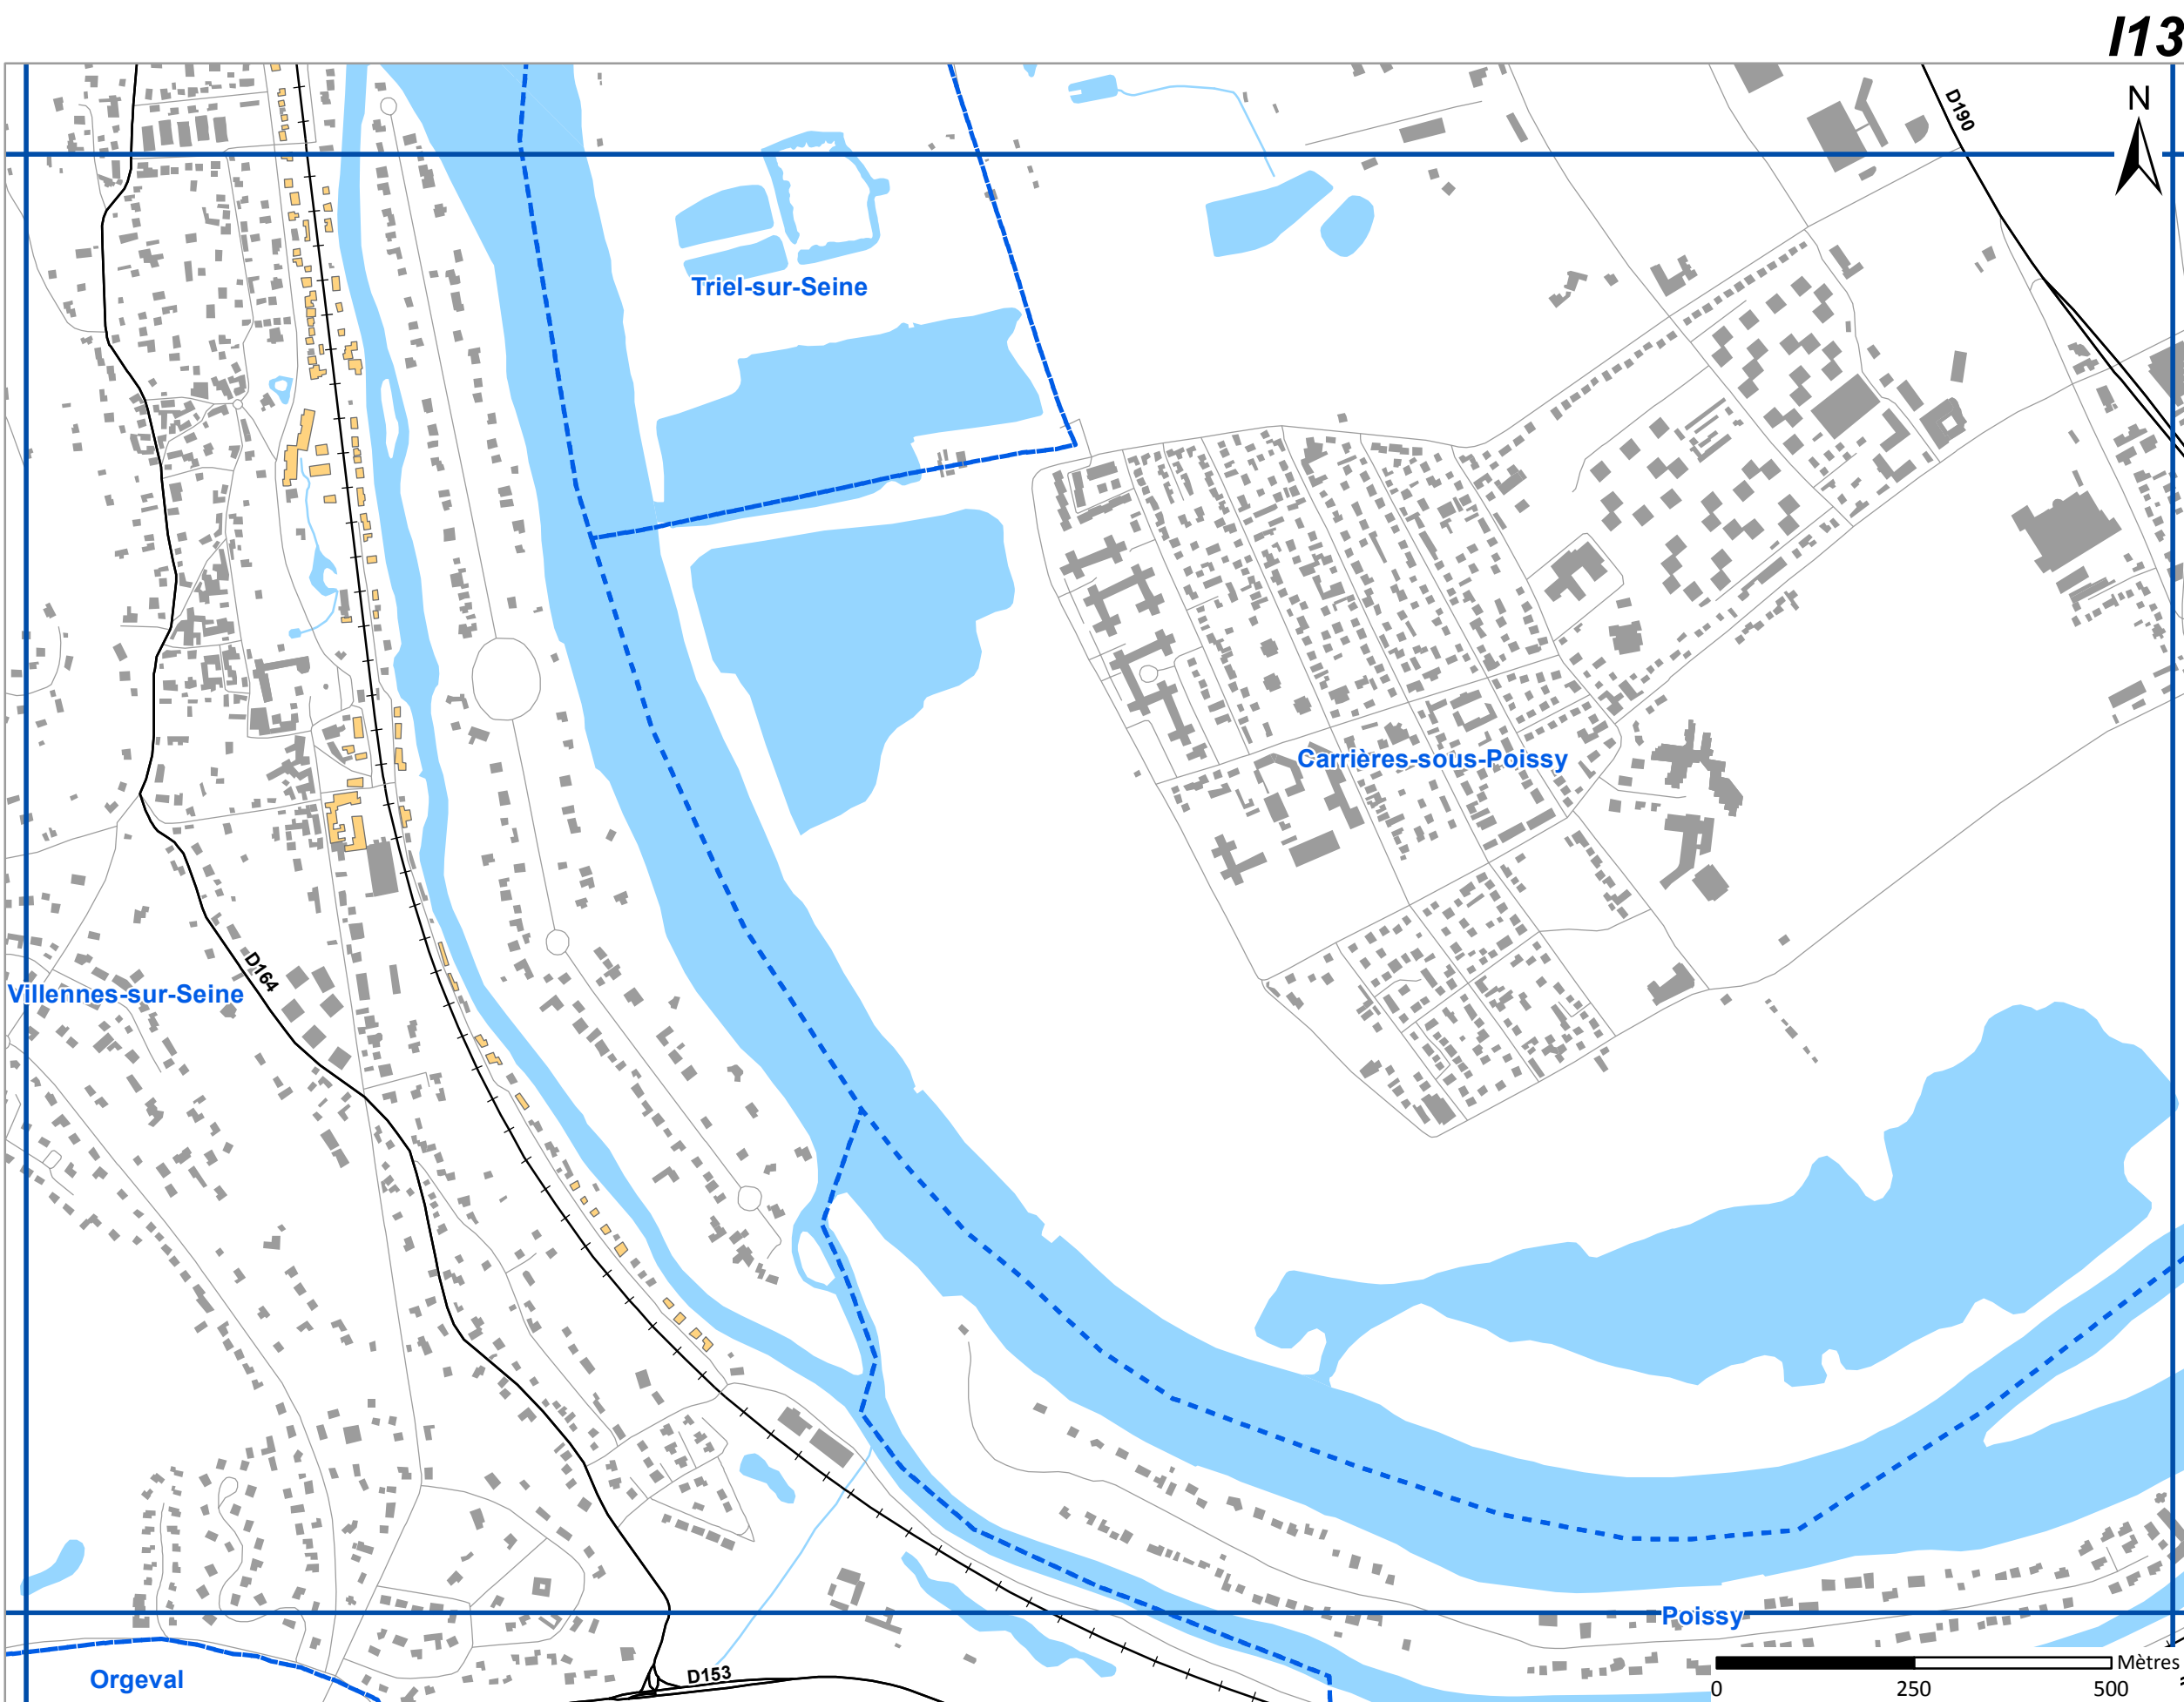 I13
N
D190
Triel-sur-Seine
Carrières-sous-Poissy
D164
Villennes-sur-Seine
Poissy
Orgeval
D153
Mètres
0 250 500